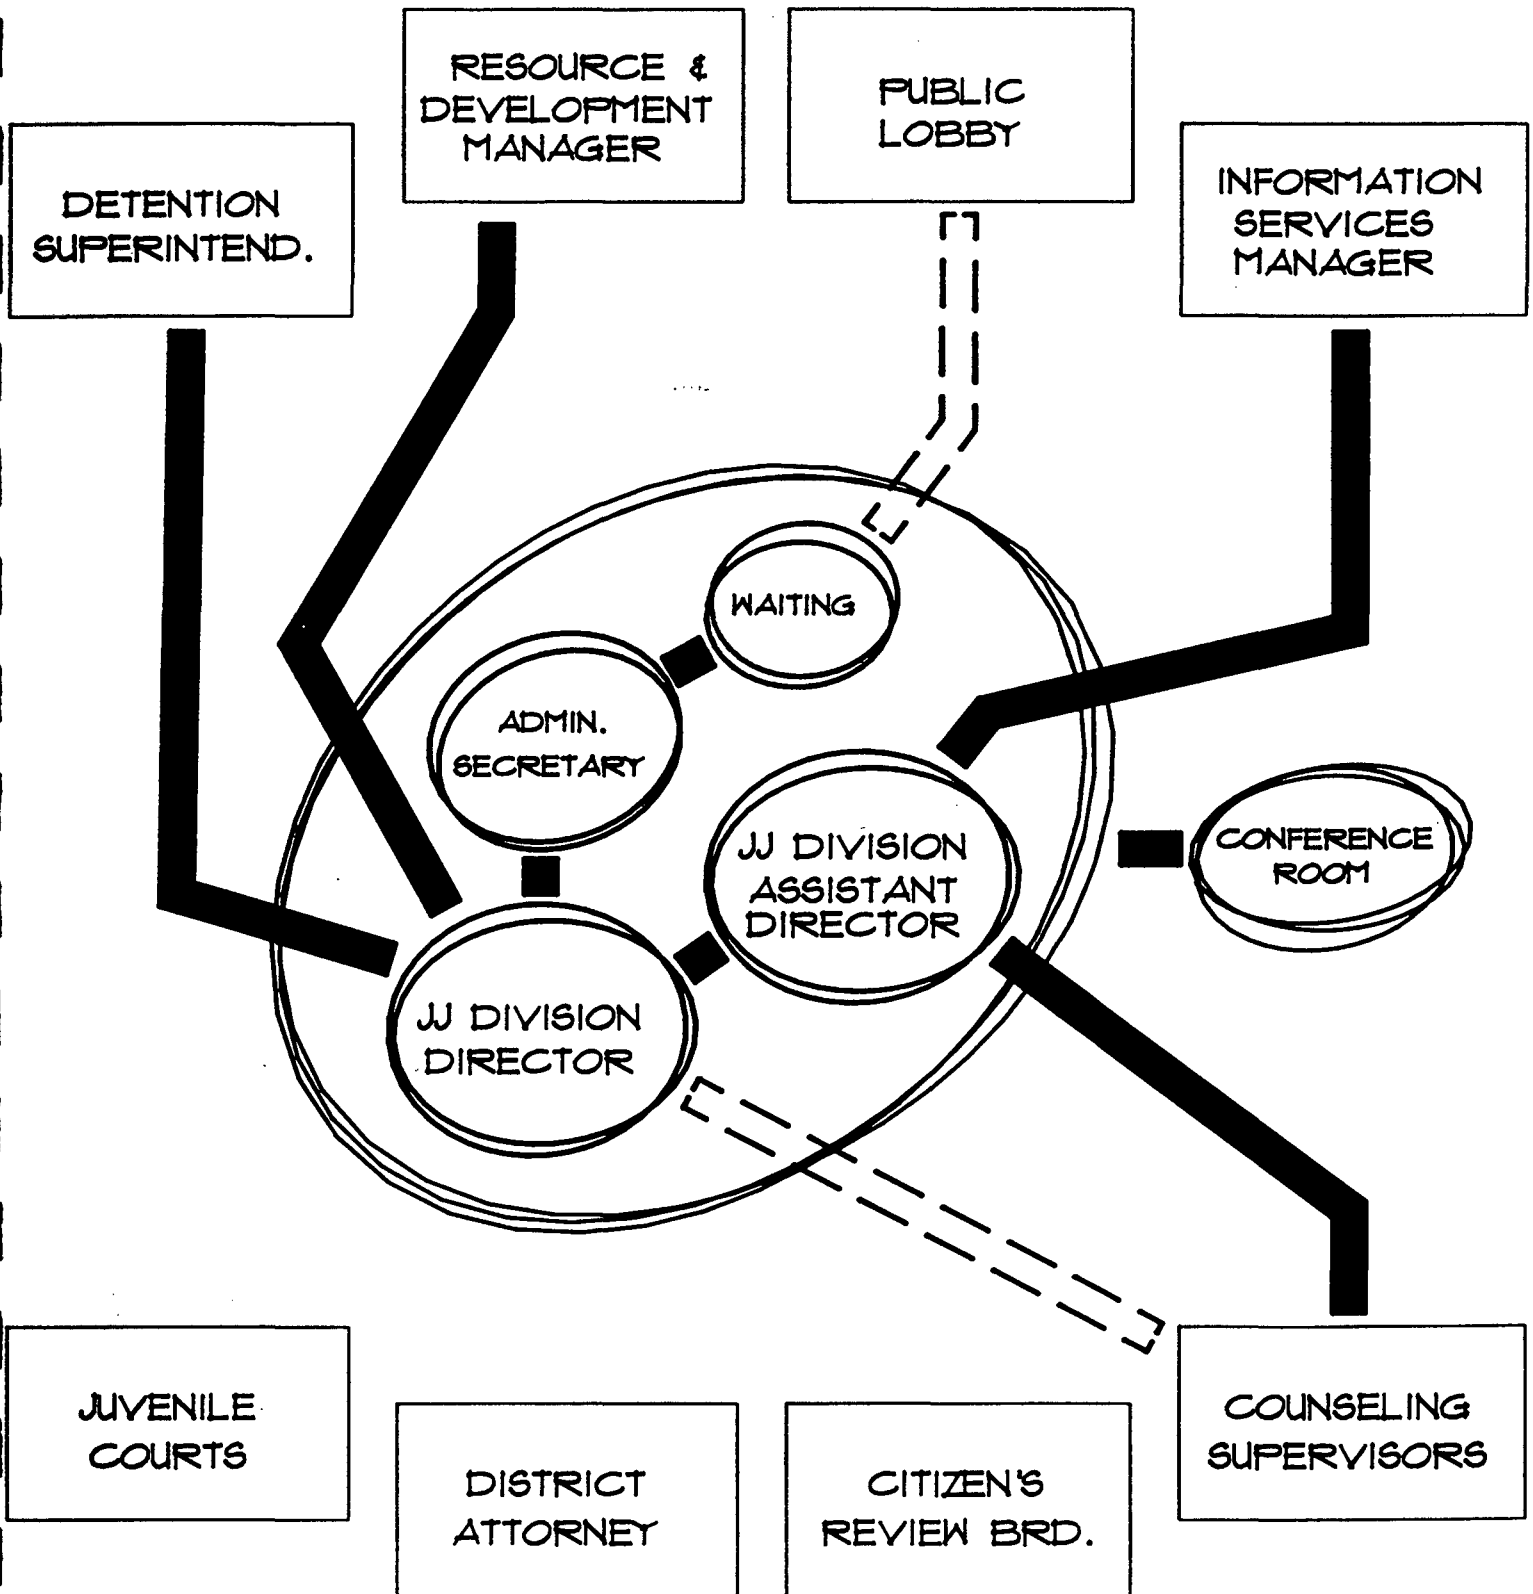 RESOURCE &
DEVELOPMENT
MANAGER
PUBLIC
LOBBY
DETENTION
SUPERINTEND.
INFORMATION
SERVICES
MANAGER
WAITING
ADMIN.
SECRETARY
JJ DIVISION
ASSISTANT
DIRECTOR
CONFERENCE
ROOM
JJ DIVISION
DIRECTOR
JUVENILE
COURTS
DISTRICT
ATTORNEY
CITIZEN'S
REVIEW BRD.
COUNSELING
SUPERVISORS